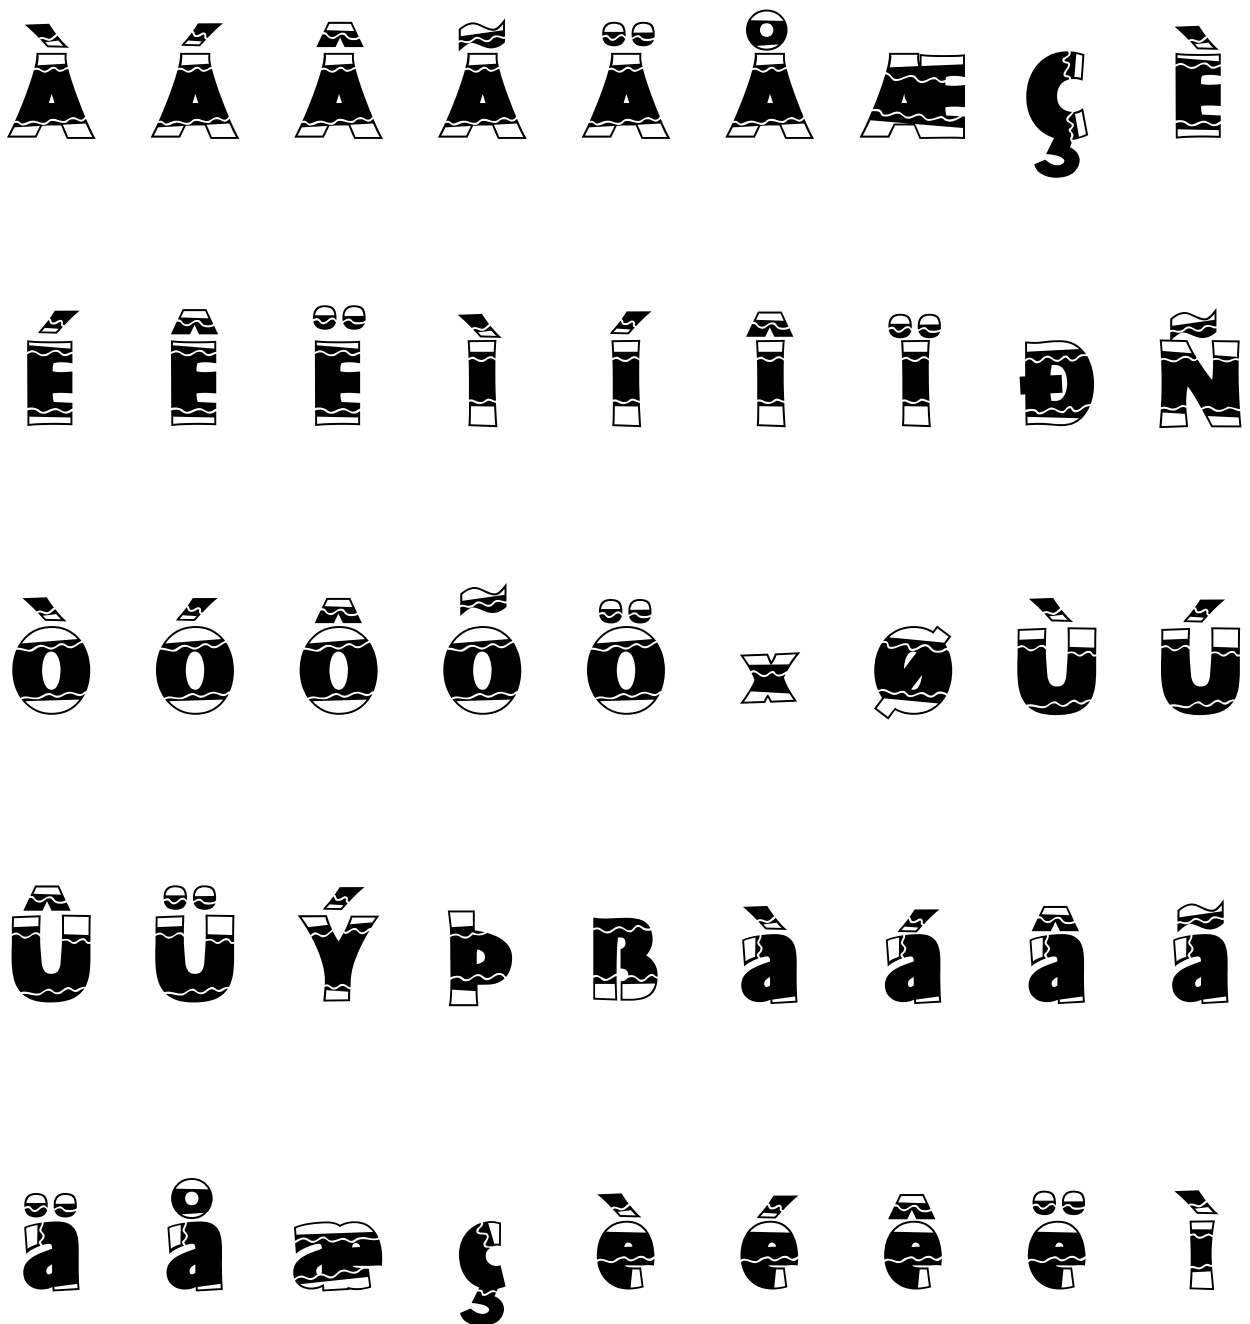 À Á Â Ã Ä Å Æ Ç È
É Ê Ë Ì Í Î Ï Ð Ñ
Ò Ó Ô Õ Ö × Ø Ù Ú
Û Ü Ý Þ ß à á â ã
ä å æ ç è é ê ë ì